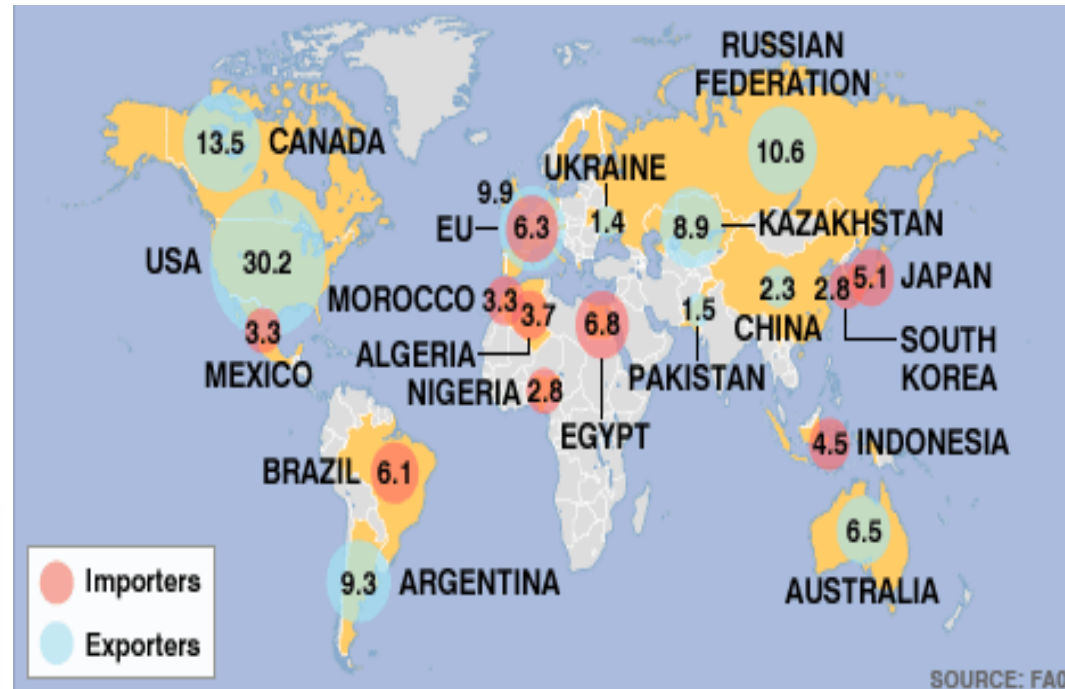 RUSSIAN
FEDERATION
10.6
13.5 CANADA
UKRAINE
1.4
9.9
EU
6.3
8.9 KAZAKHSTAN
USA 30.2
2.3
CHINA
2.8
5.1 JAPAN
SOUTH
KOREA
MOROCCO 3.3
3.7
ALGERIA
6.8
EGYPT
1.5
PAKISTAN
3.3
MEXICO
NIGERIA 2.8
4.5 INDONESIA
BRAZIL 6.1
6.5
AUSTRALIA
9.3 ARGENTINA
Importers
Exporters
SOURCE: FAO